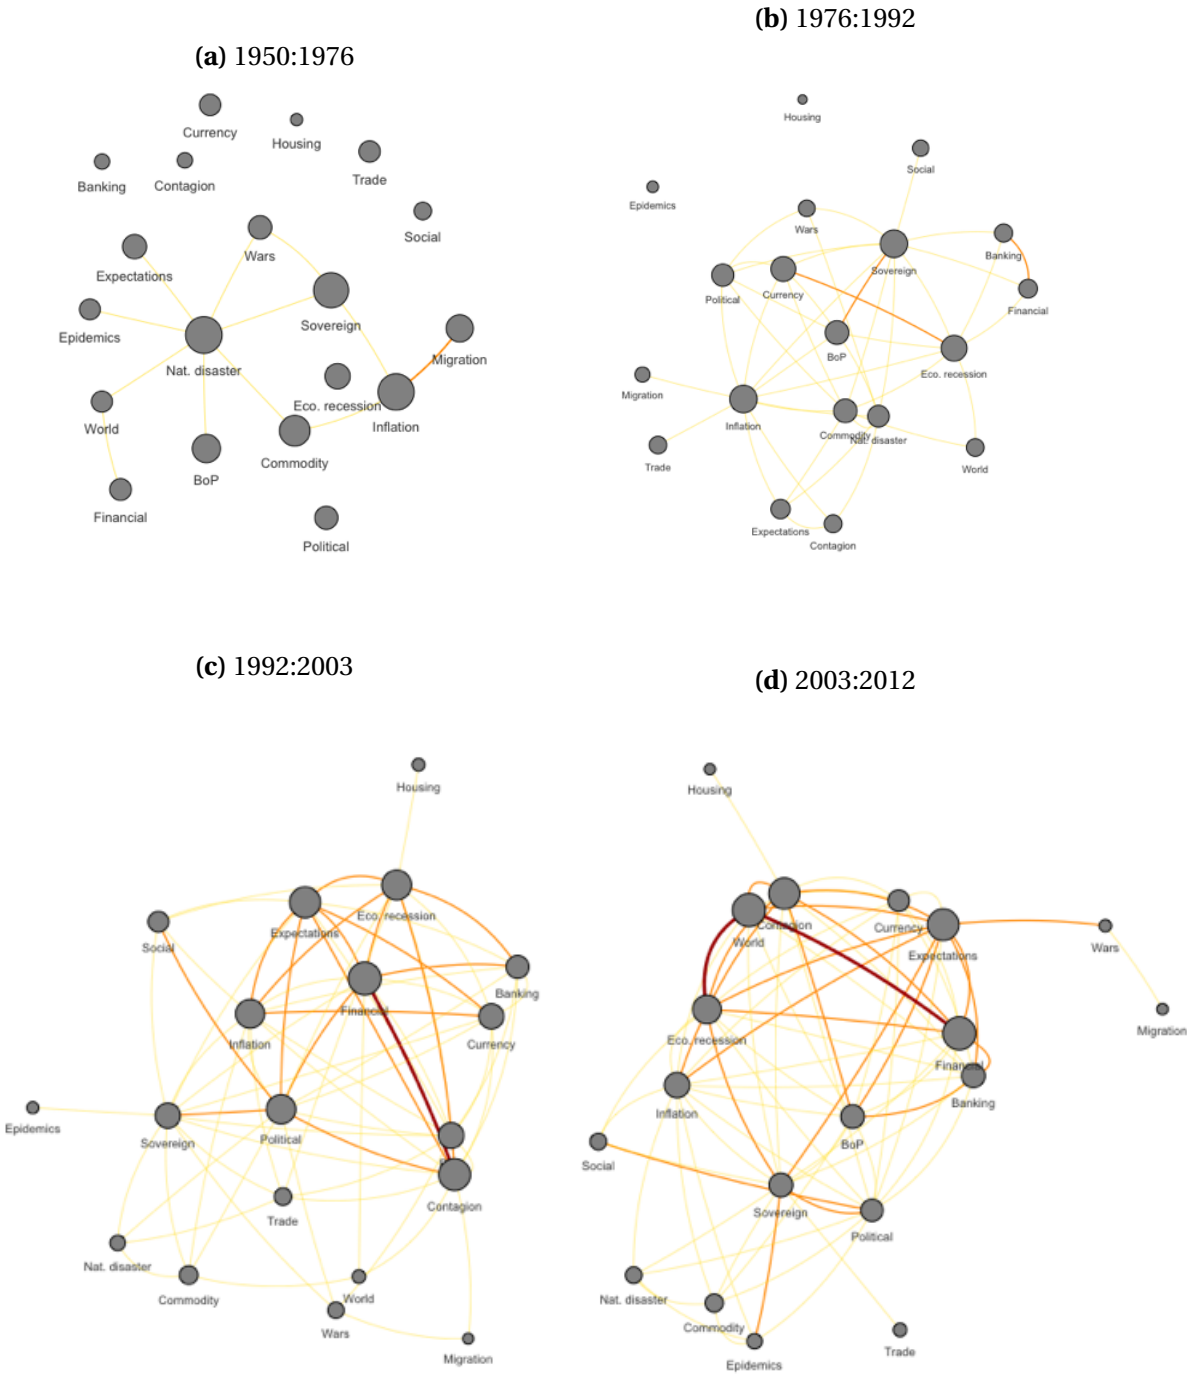 (a) 1950:1976
Currency
Housing
Trade
Banking
Contagion
Social
Wars
Expectations
Sovereign
Epidemics
Migration
Nat. disaster
Eco. recession
World
Inflation
Commodity
BoP
Financial
Political
(b) 1976:1992
Housing
Social
Epidemics
Wars
Banking
Sovereign
Political
Currency
Financial
BoP
Eco. recession
Migration
Inflation
Commodity
Nat. disaster
Trade
World
Expectations
Contagion
(c) 1992:2003
Housing
Eco. recession
Expectations
Social
Banking
Financial
Inflation
Currency
Epidemics
Sovereign
Political
Contagion
Trade
Nat. disaster
Commodity
World
Wars
Migration
(d) 2003:2012
Housing
Contagion
Currency
World
Expectations
Wars
Migration
Eco. recession
Financial
Banking
Inflation
BoP
Social
Sovereign
Political
Nat. disaster
Commodity
Trade
Epidemics